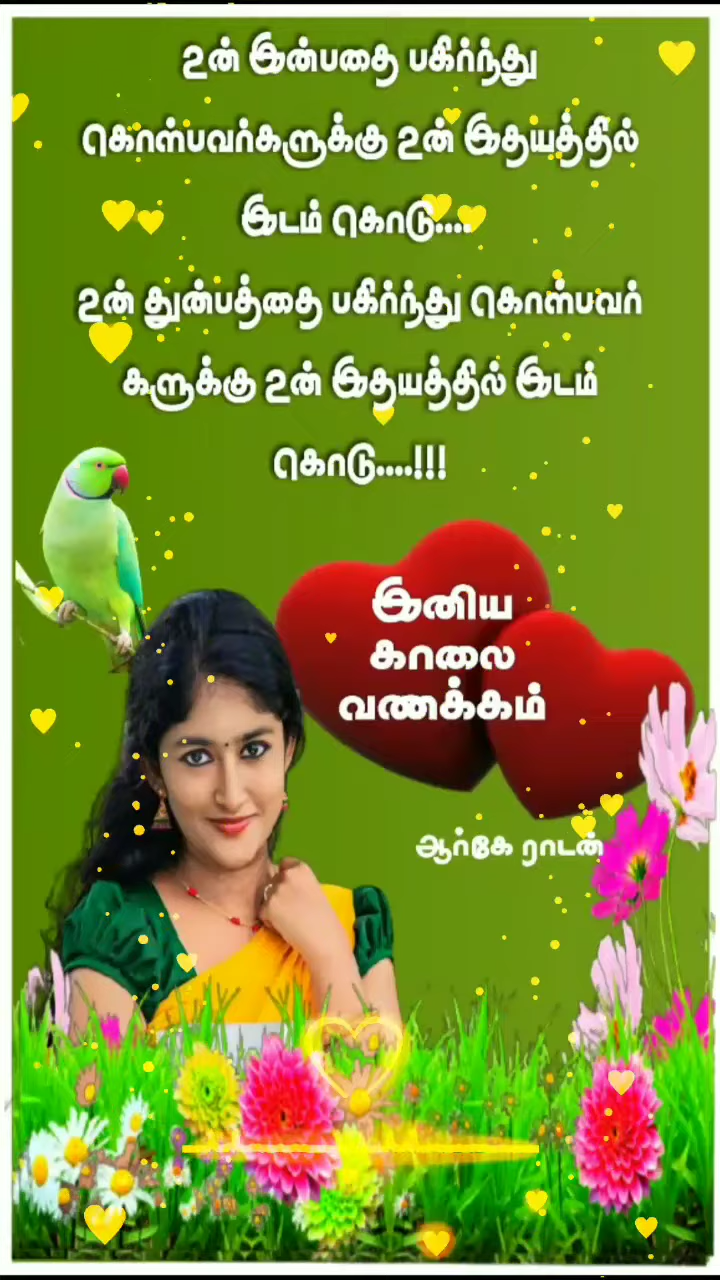 உன் இன்பதை பகிர்ந்து
கொள்பவர்களுக்கு உன் இதயத்தில்
இடம் கொடு....
உன் துன்பத்தை பகிர்ந்து கொள்பவர்
களுக்கு உன் இதயத்தில் இடம்
கொடு....!!!
இனிய
காலை
வணக்கம்
ஆர்கே ராடன்